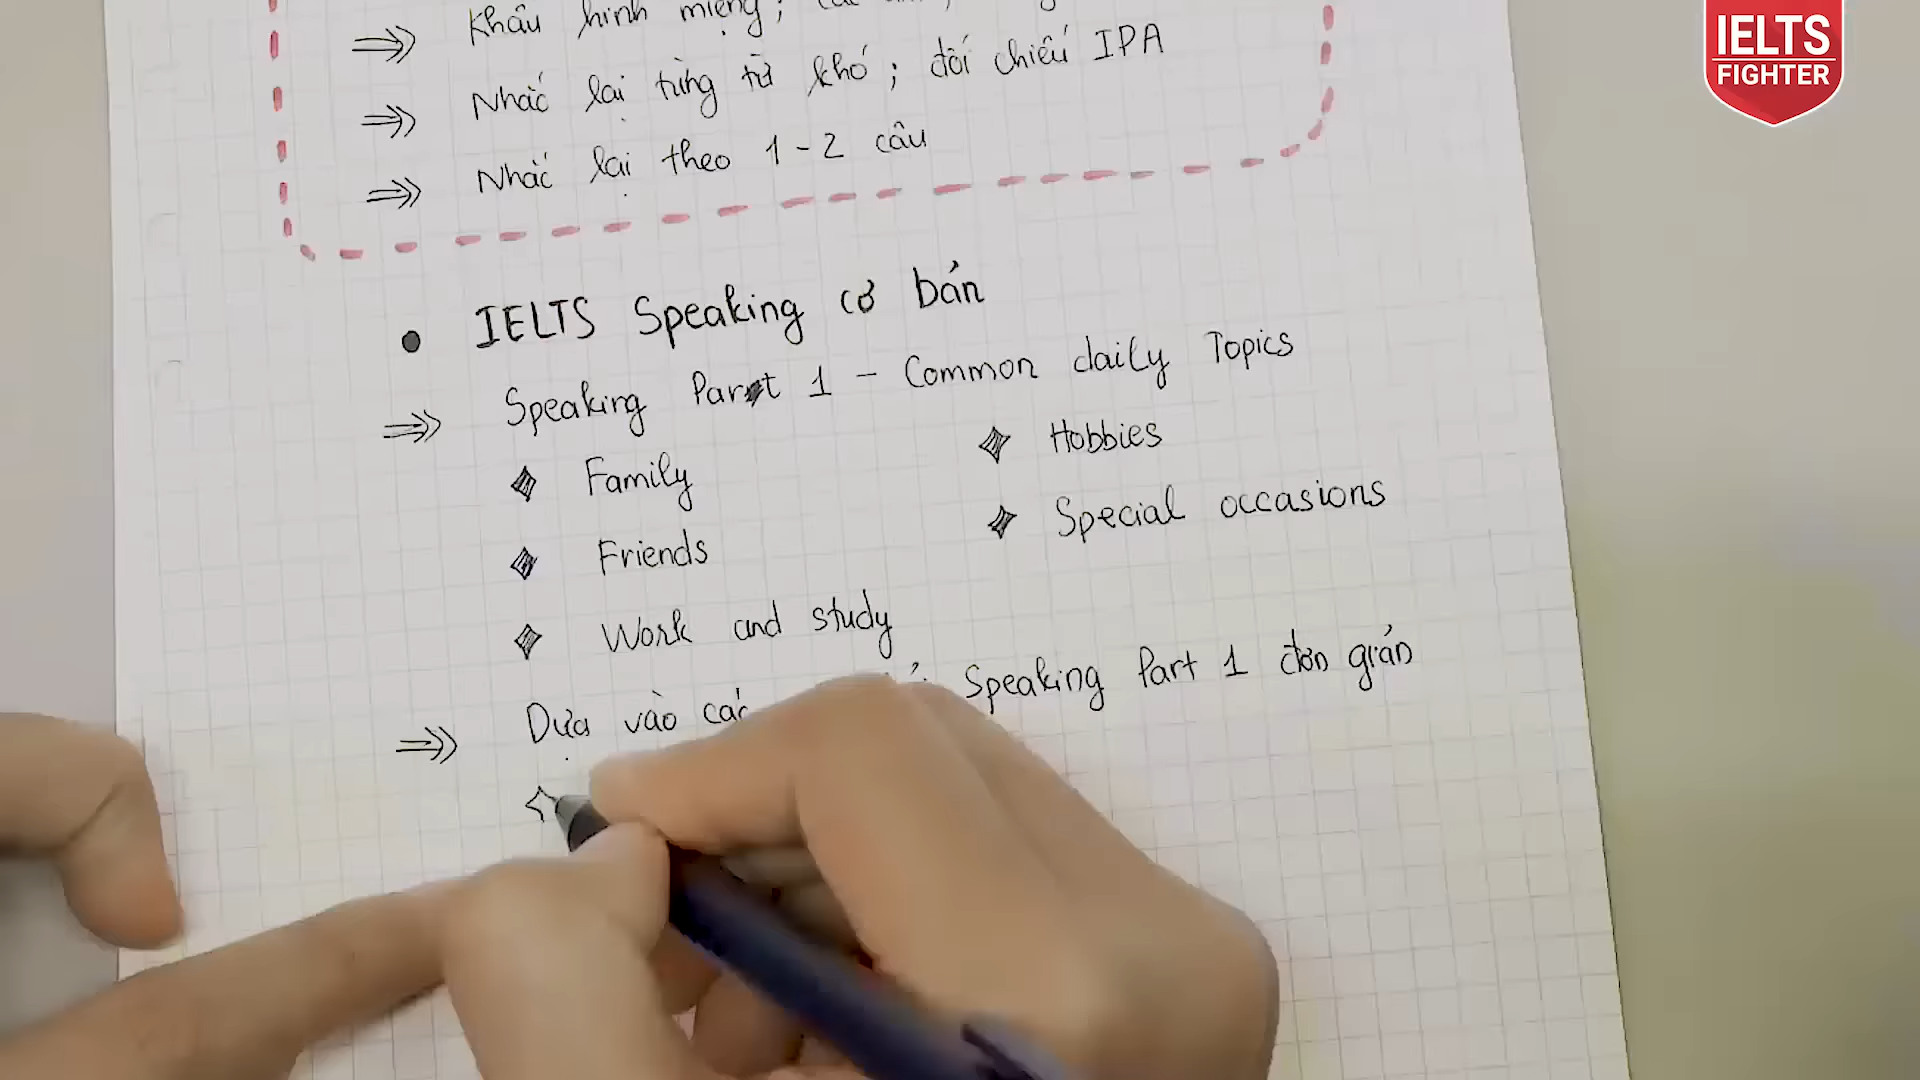 Khẩu hình miệng;
Nhắc lại từng từ khó; đối chiếu IPA
Nhắc lại theo 1-2 câu
IELTS Speaking cơ bản
Speaking Part 1 - Common daily Topics
Family
Friends
Work and study
Hobbies
Special occasions
Dựa vào các Speaking Part 1 đơn giản
IELTS
FIGHTER